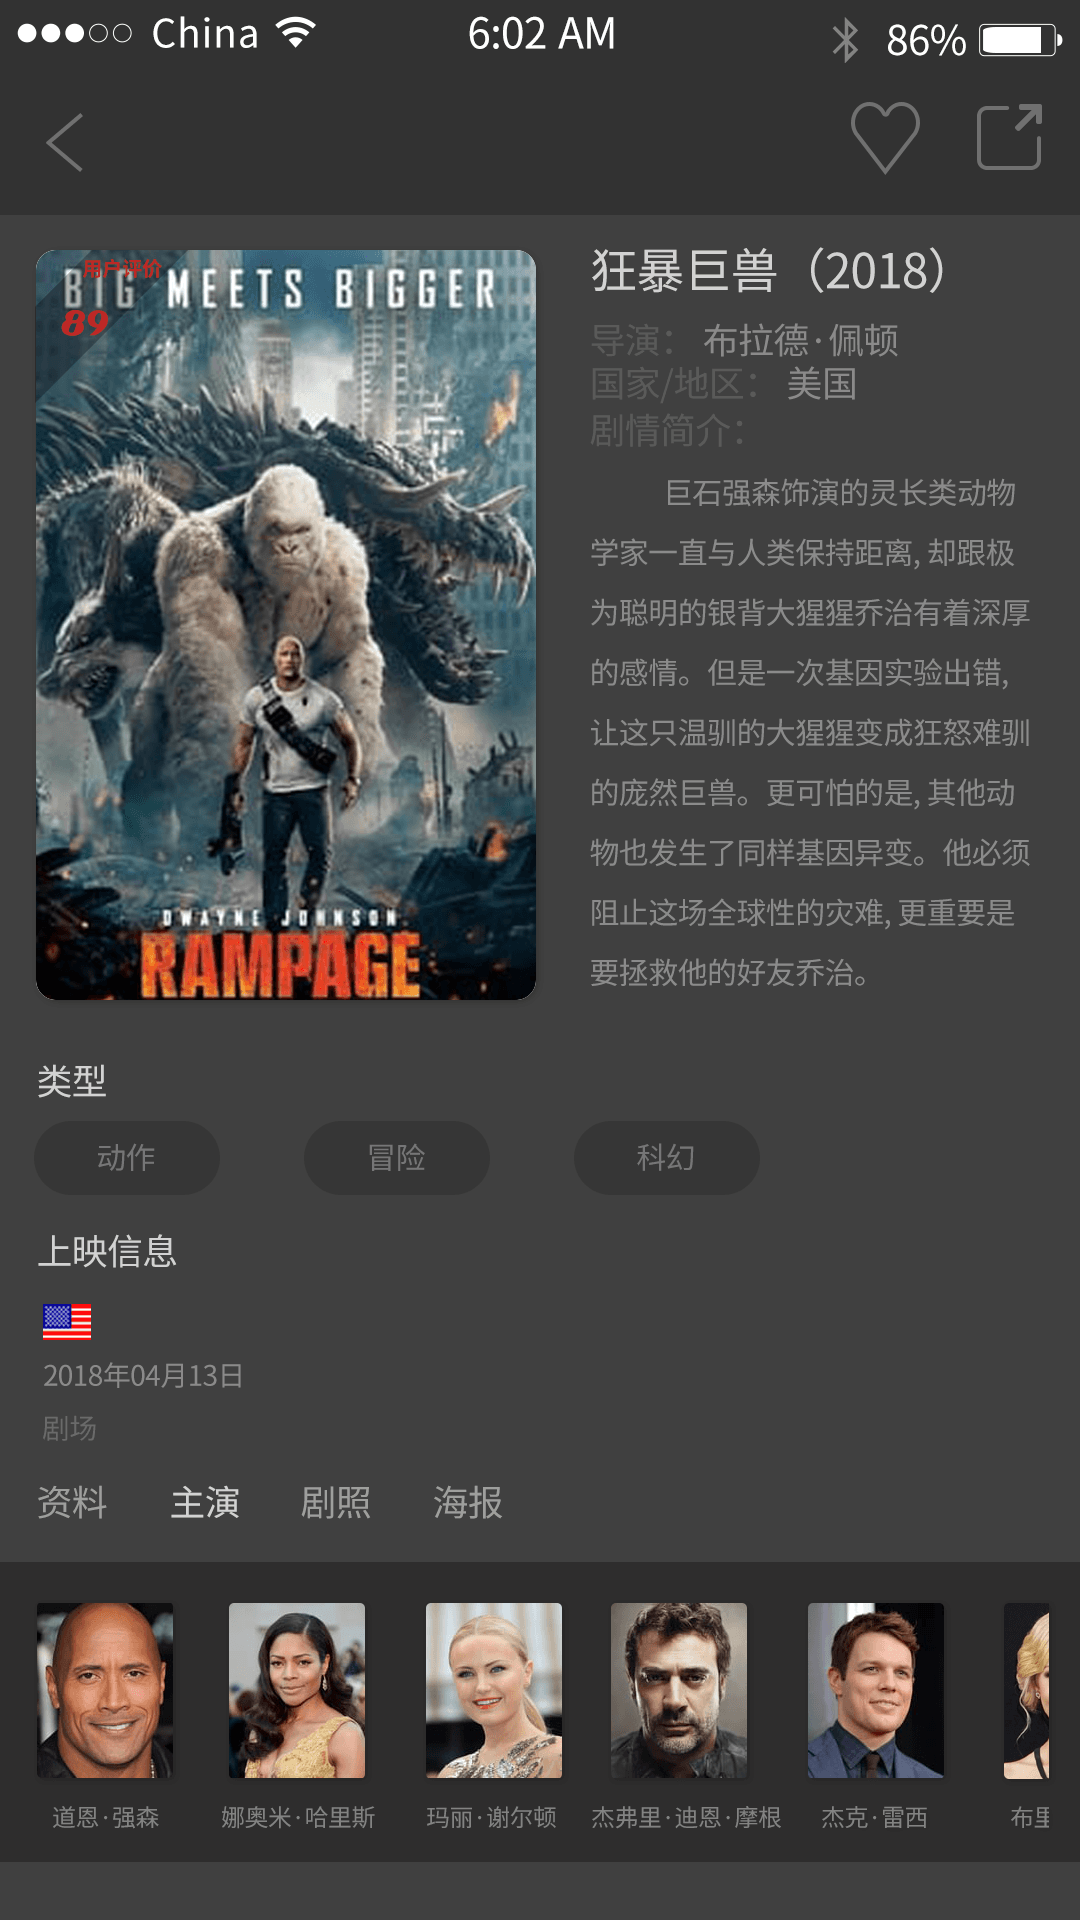 China
6:02 AM
86%
用户评价
89
BIG MEETS BIGGER
DWAYNE JOHNSON
RAMPAGE
狂暴巨兽（2018）
导演： 布拉德·佩顿
国家/地区： 美国
剧情简介：
巨石强森饰演的灵长类动物
学家一直与人类保持距离, 却跟极
为聪明的银背大猩猩乔治有着深厚
的感情。但是一次基因实验出错,
让这只温驯的大猩猩变成狂怒难驯
的庞然巨兽。更可怕的是, 其他动
物也发生了同样基因异变。他必须
阻止这场全球性的灾难, 更重要是
要拯救他的好友乔治。
类型
动作 冒险 科幻
上映信息
2018年04月13日
剧场
资料 主演 剧照 海报
道恩·强森 娜奥米·哈里斯 玛丽·谢尔顿 杰弗里·迪恩·摩根 杰克·雷西 布里